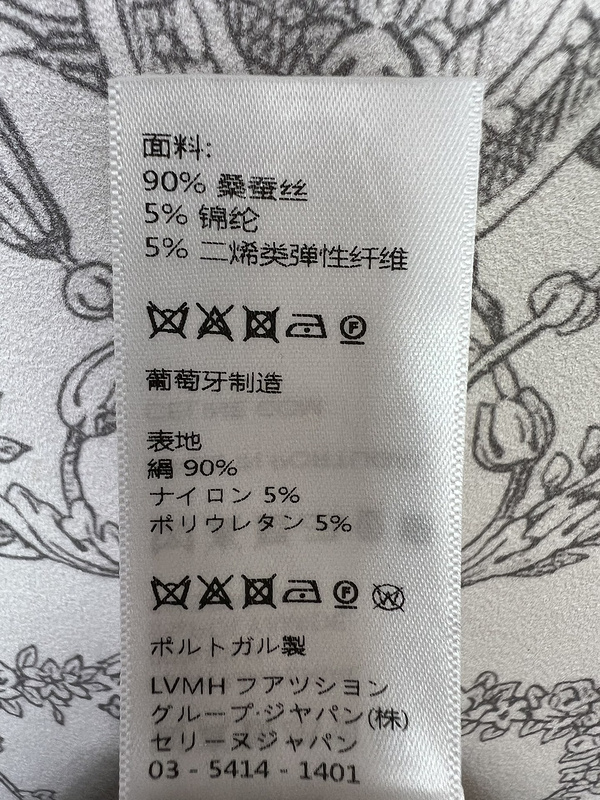 面料:
90% 桑蚕丝
5% 锦纶
5% 二烯类弹性纤维
F
葡萄牙制造
表地
絹 90%
ナイロン 5%
ポリウレタン 5%
F W
ポルトガル製
LVMH フアツシヨン
グループ·ジヤパン(株)
セリーヌジャパン
03 - 5414 - 1401